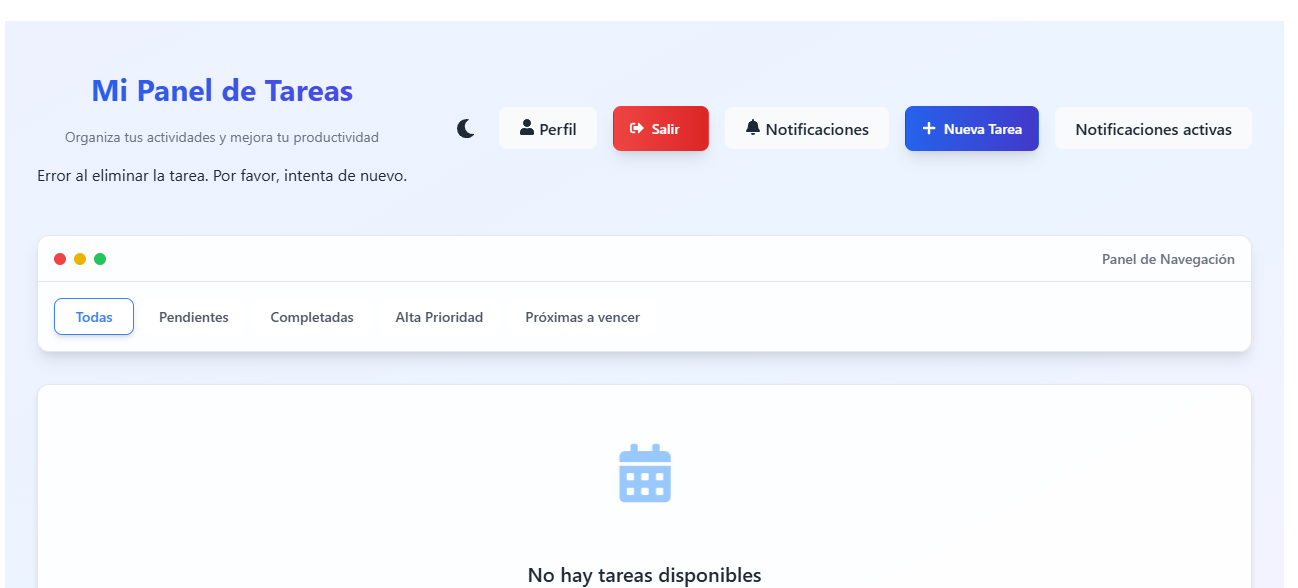 Mi Panel de Tareas
Organiza tus actividades y mejora tu productividad
Perfil
Salir
Notificaciones
Nueva Tarea
Notificaciones activas
Error al eliminar la tarea. Por favor, intenta de nuevo.
Panel de Navegación
Todas
Pendientes
Completadas
Alta Prioridad
Próximas a vencer
No hay tareas disponibles